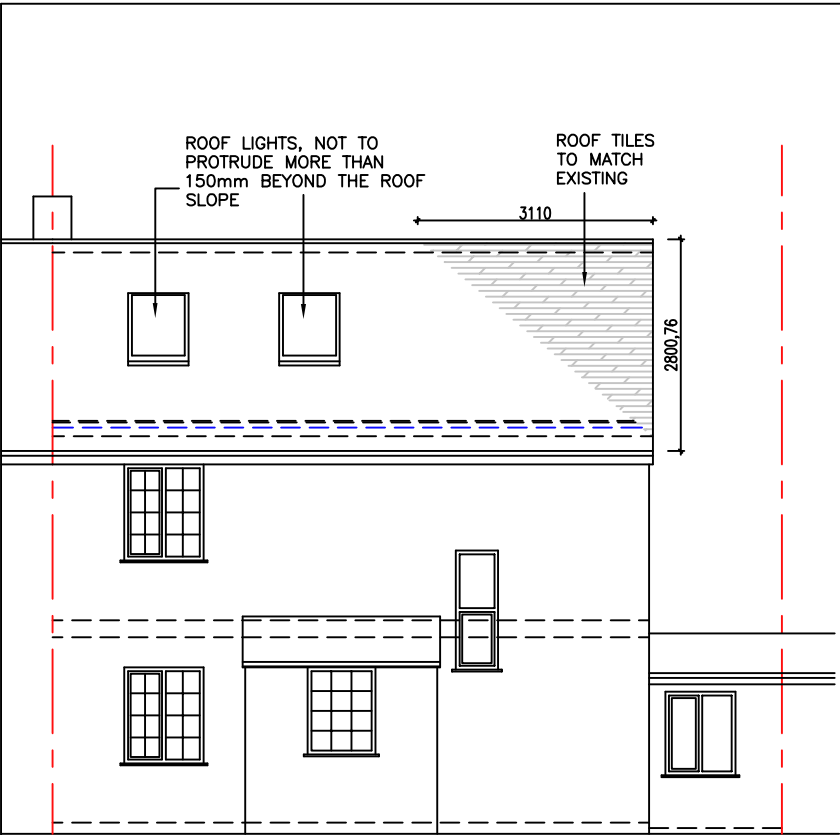 ROOF LIGHTS, NOT TO
PROTRUDE MORE THAN
150mm BEYOND THE ROOF
SLOPE
ROOF TILES
TO MATCH
EXISTING
3110
2800,76